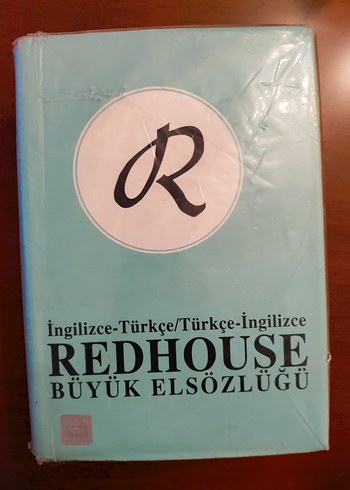 R
İngilizce-Türkçe/Türkçe-İngilizce
REDHOUSE
BÜYÜK ELSÖZLÜĞÜ